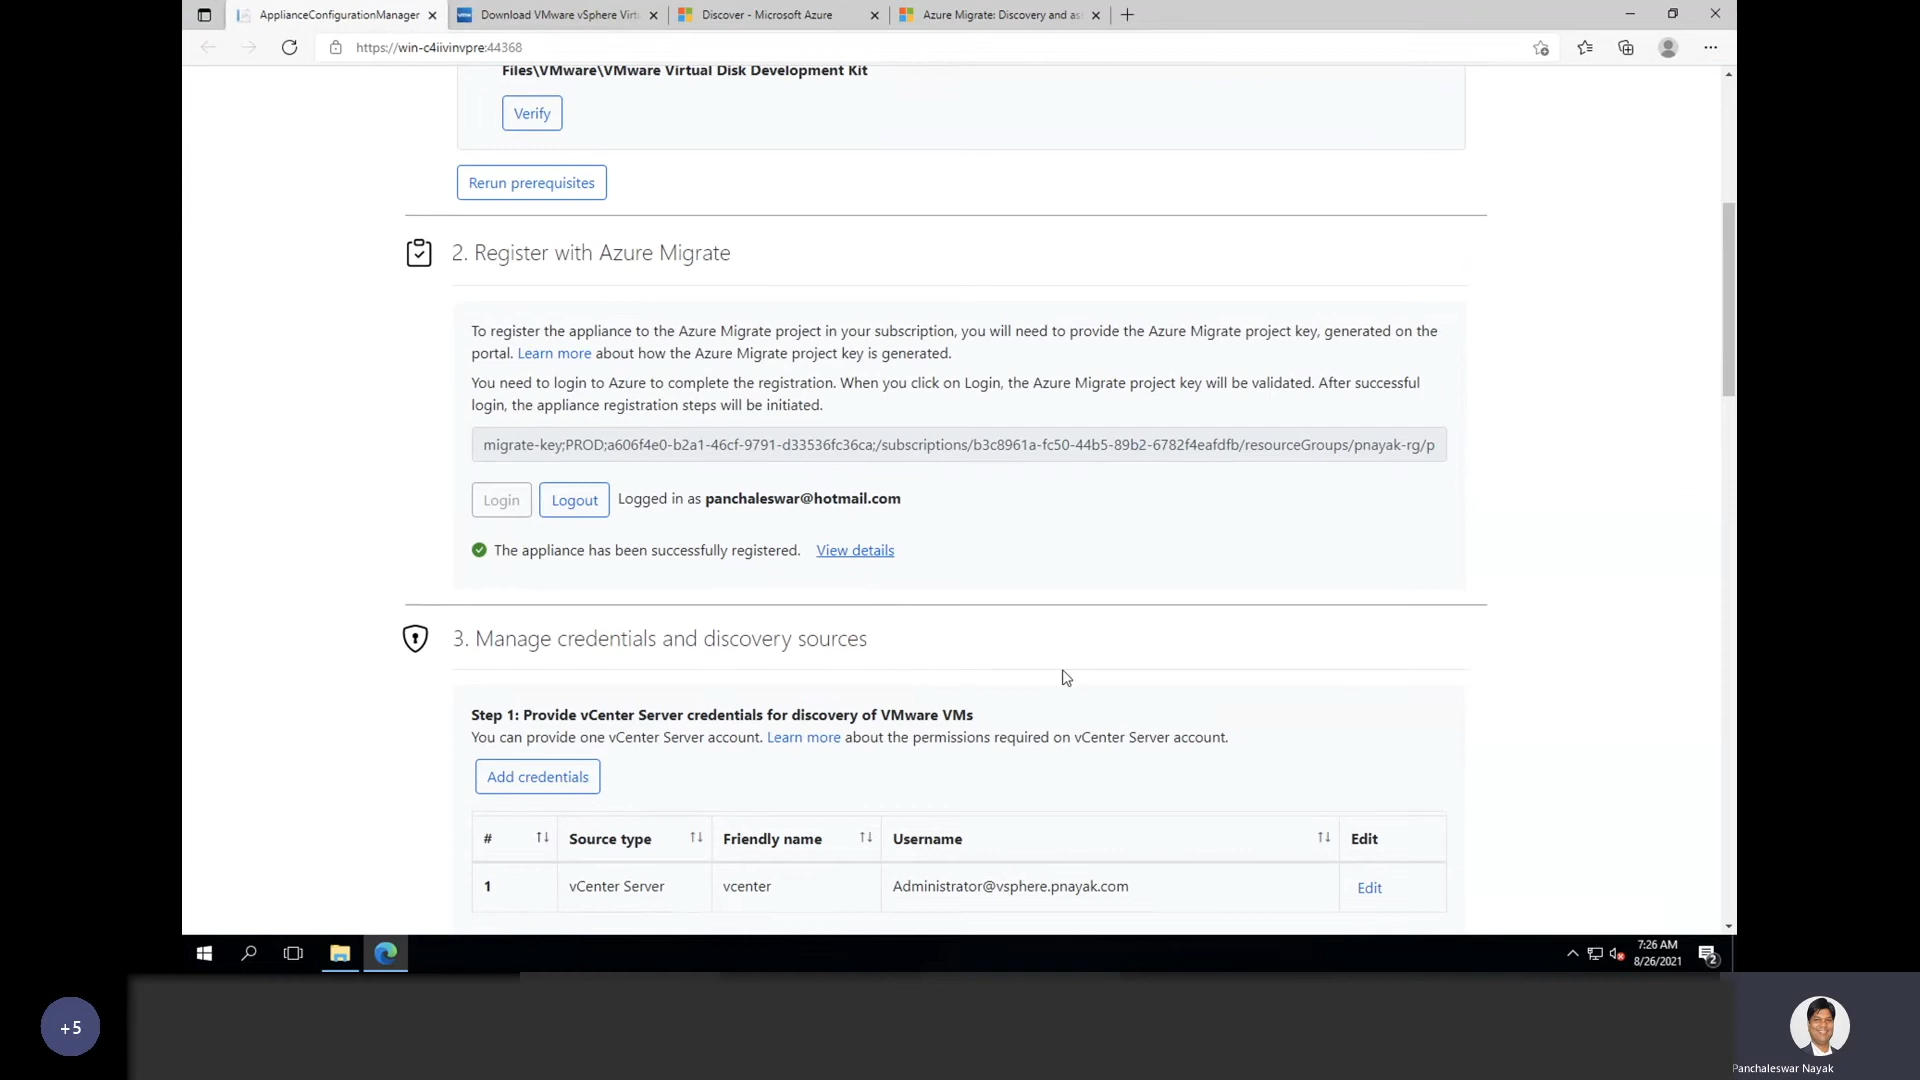 ApplianceConfigurationManager
Download VMware vSphere Virt
Discover - Microsoft Azure
Azure Migrate: Discovery and as
https://win-c4iivinvpre:44368
Files\VMware\VMware Virtual Disk Development Kit
Verify
Rerun prerequisites
2. Register with Azure Migrate
To register the appliance to the Azure Migrate project in your subscription, you will need to provide the Azure Migrate project key, generated on the
portal. Learn more about how the Azure Migrate project key is generated.
You need to login to Azure to complete the registration. When you click on Login, the Azure Migrate project key will be validated. After successful
login, the appliance registration steps will be initiated.
migrate-key;PROD;a606f4e0-b2a1-46cf-9791-d33536fc36ca;/subscriptions/b3c8961a-fc50-44b5-89b2-6782f4eafdfb/resourceGroups/pnayak-rg/p
Login Logout Logged in as panchaleswar@hotmail.com
The appliance has been successfully registered. View details
3. Manage credentials and discovery sources
Step 1: Provide vCenter Server credentials for discovery of VMware VMs
You can provide one vCenter Server account. Learn more about the permissions required on vCenter Server account.
Add credentials
# Source type Friendly name Username Edit
1 vCenter Server vcenter Administrator@vsphere.pnayak.com Edit
7:26 AM
8/26/2021
2
+5
Panchaleswar Nayak